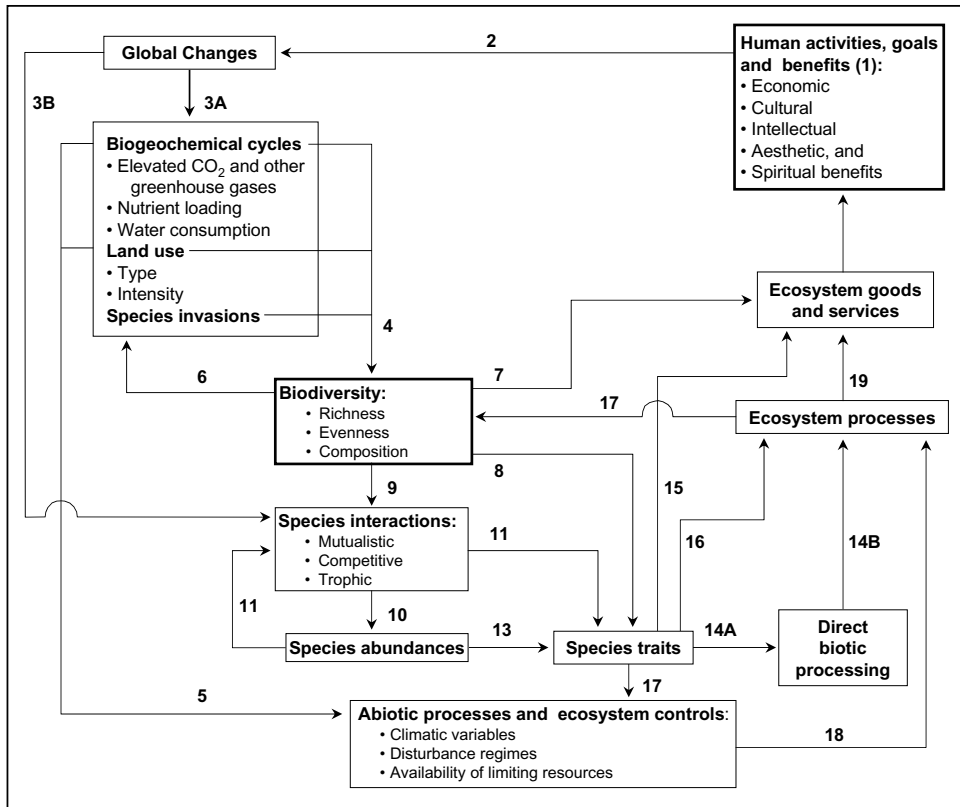 2
Human activities, goals
and benefits (1):
• Economic
• Cultural
• Intellectual
• Aesthetic, and
• Spiritual benefits
Global Changes
3B
3A
Biogeochemical cycles
• Elevated CO₂ and other
greenhouse gases
• Nutrient loading
• Water consumption
Land use
• Type
• Intensity
Species invasions
4
Ecosystem goods
and services
6
7
19
Biodiversity:
• Richness
• Evenness
• Composition
17
Ecosystem processes
8
9
15
Species interactions:
• Mutualistic
• Competitive
• Trophic
11
16
14B
11
10
Species abundances
13
Species traits
14A
Direct
biotic
processing
17
5
Abiotic processes and ecosystem controls:
• Climatic variables
• Disturbance regimes
• Availability of limiting resources
18